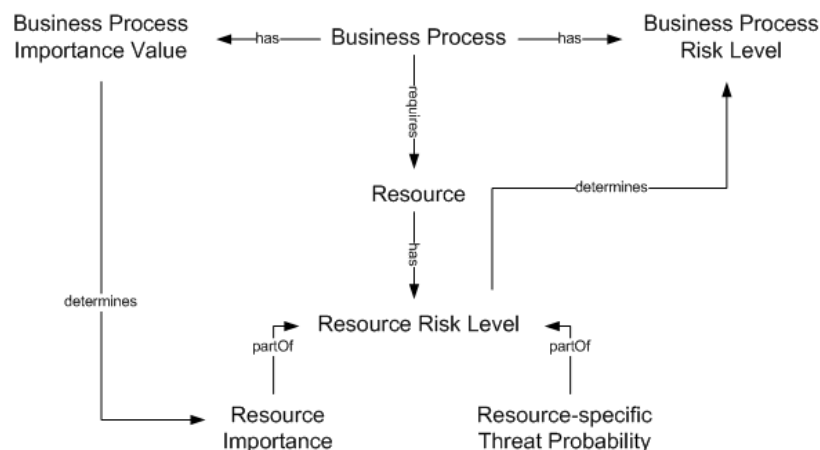 Business Process
Importance Value
has
Business Process
has
Business Process
Risk Level
requires
Resource
determines
has
determines
Resource Risk Level
partOf
partOf
Resource
Importance
Resource-specific
Threat Probability